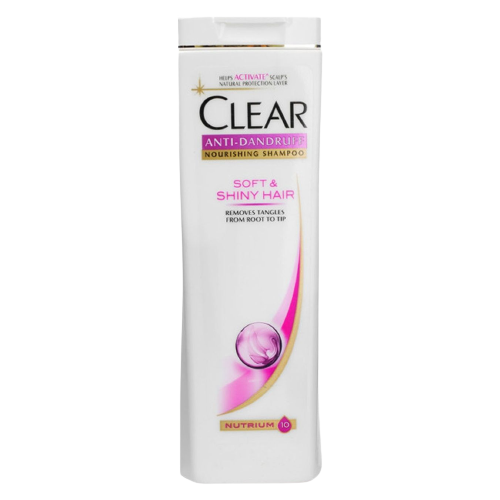 HELPS ACTIVATE* SCALP'S
NATURAL PROTECTION LAYER
CLEAR
ANTI-DANDRUFF
NOURISHING SHAMPOO
SOFT &
SHINY HAIR
REMOVES TANGLES
FROM ROOT TO TIP
NUTRIUM 10